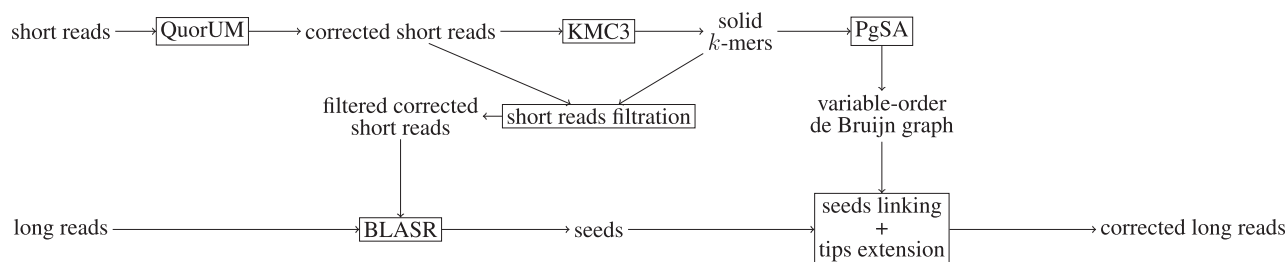 short reads
QuorUM
corrected short reads
KMC3
solid
k-mers
PgSA
filtered corrected
short reads
short reads filtration
variable-order
de Bruijn graph
long reads
BLASR
seeds
seeds linking
+
tips extension
corrected long reads